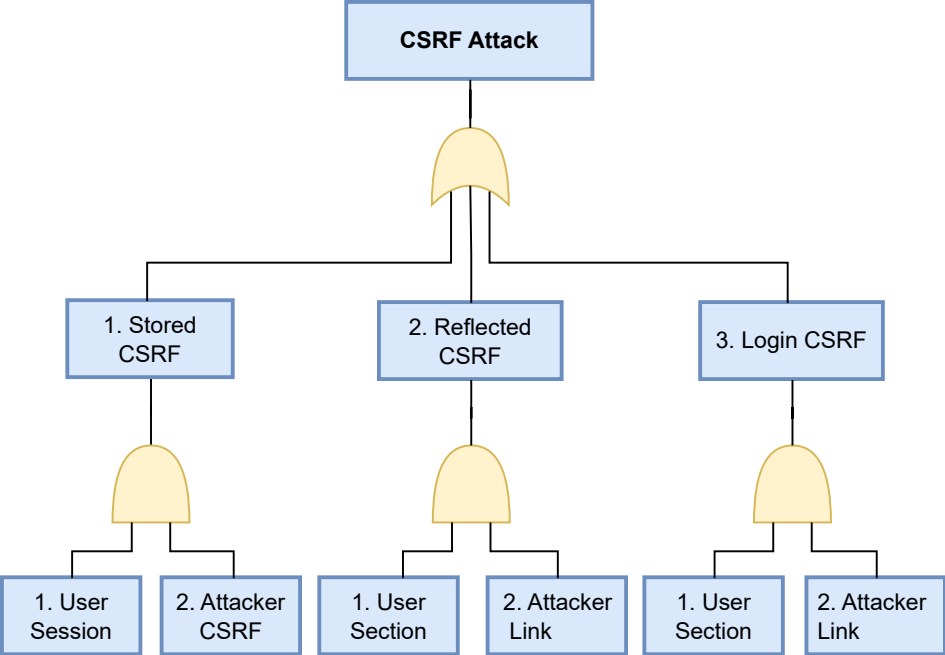 CSRF Attack
1. Stored
CSRF
2. Reflected
CSRF
3. Login CSRF
1. User
Session
2. Attacker
CSRF
1. User
Section
2. Attacker
Link
1. User
Section
2. Attacker
Link